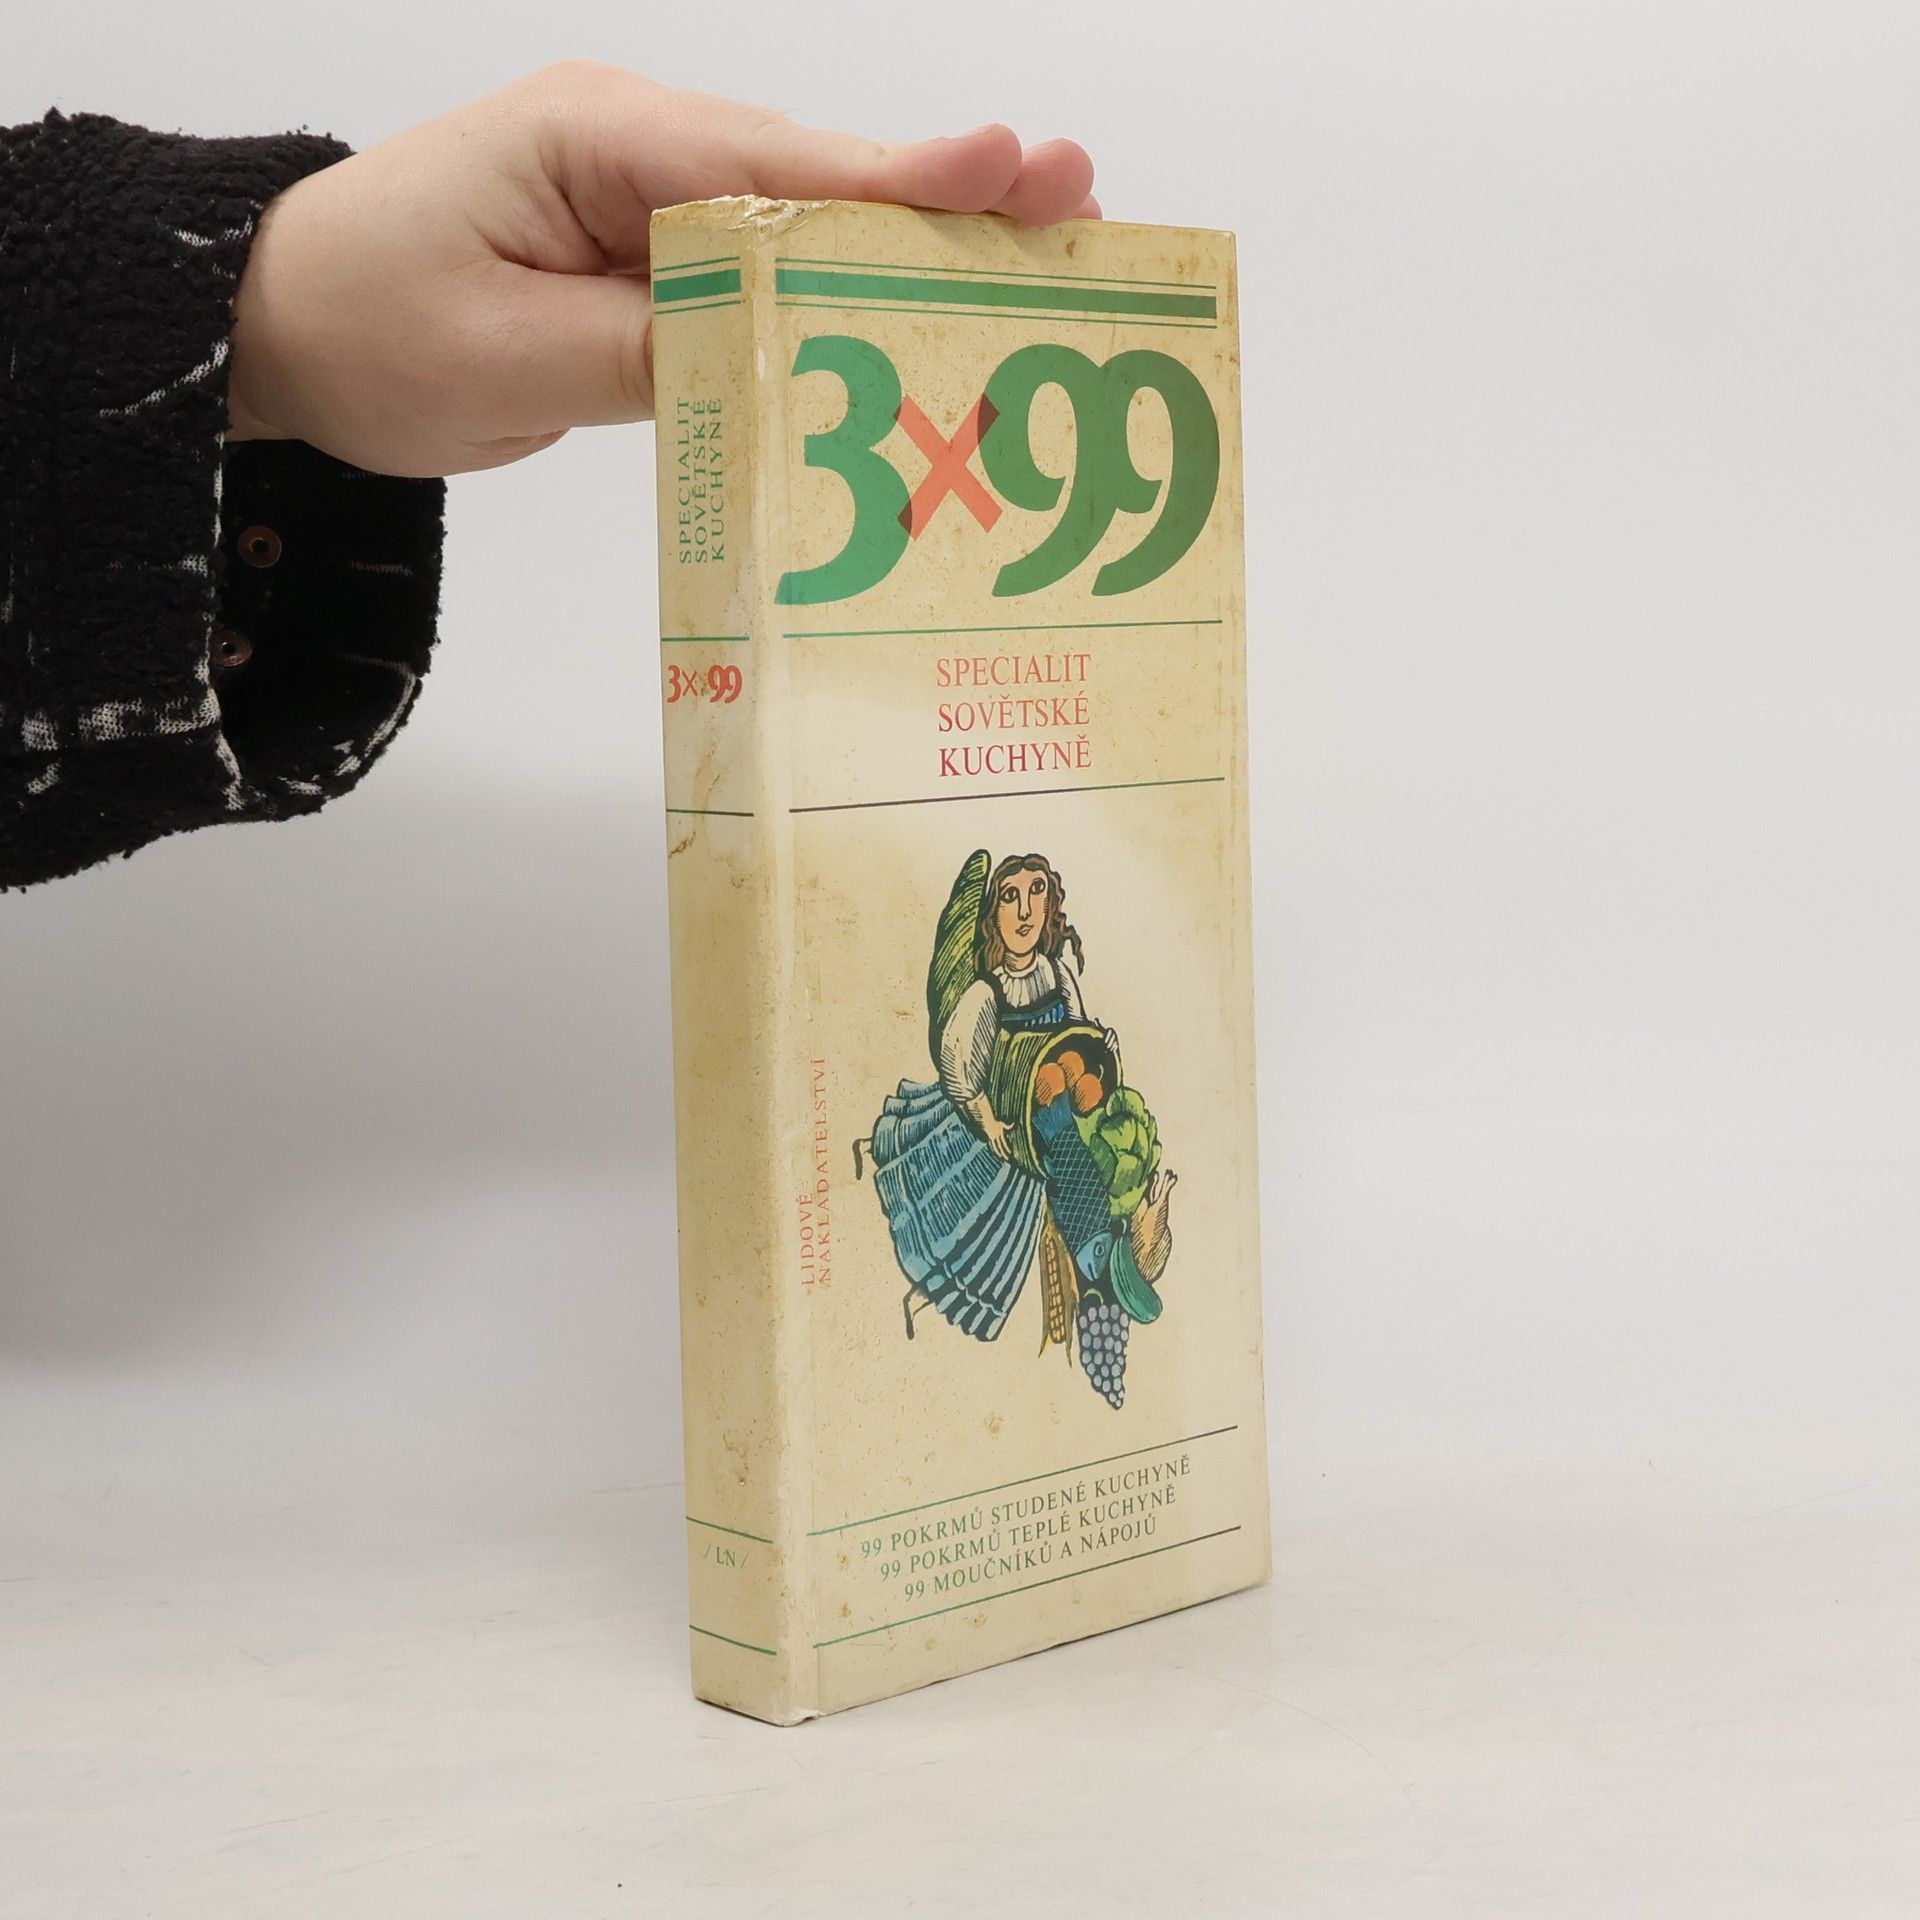 SPECIALIT
SOVĚTSKÉ
KUCHYNĚ
3×99
/LN/
3×99
SPECIALIT
SOVĚTSKÉ
KUCHYNĚ
LIDOVÉ
NAKLADATELSTVÍ
99 POKRMŮ STUDENÉ KUCHYNĚ
99 POKRMŮ TEPLÉ KUCHYNĚ
99 MOUČNÍKŮ A NÁPOJŮ